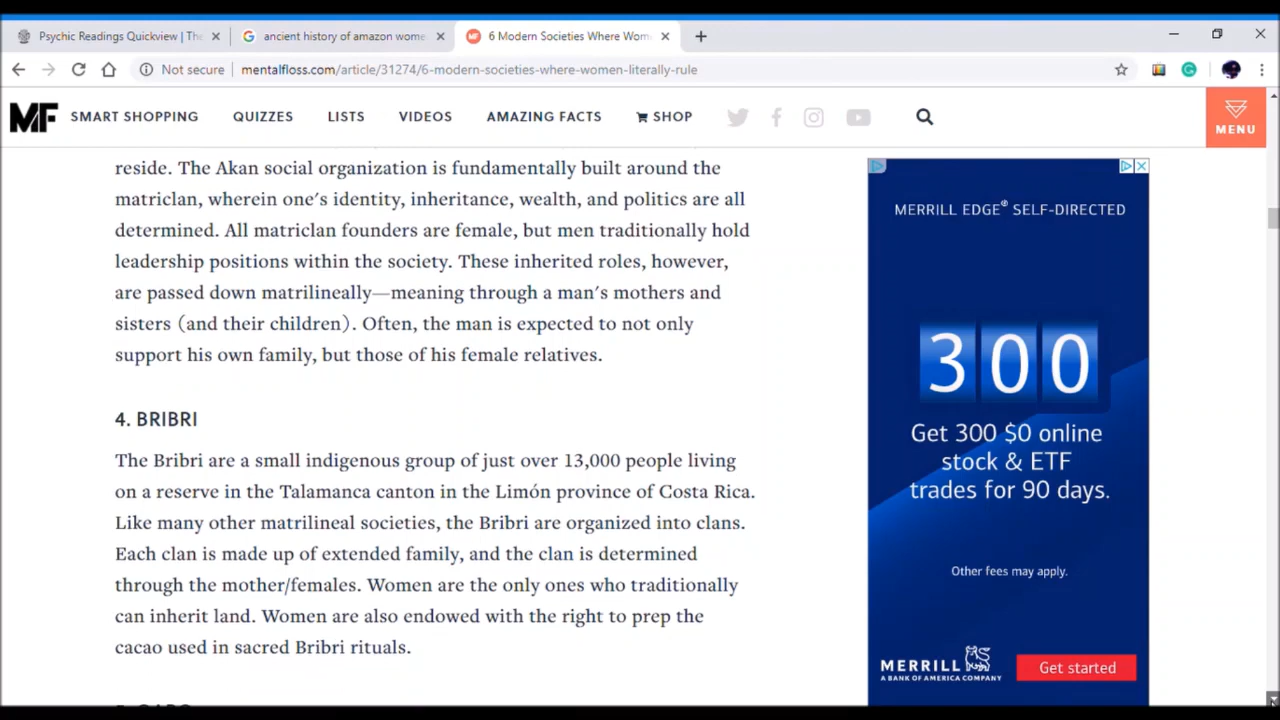 Psychic Readings Quickview | The
ancient history of amazon wome
6 Modern Societies Where Wom
Not secure
mentalfloss.com/article/31274/6-modern-societies-where-women-literally-rule
MF
SMART SHOPPING
QUIZZES
LISTS
VIDEOS
AMAZING FACTS
SHOP
MENU
reside. The Akan social organization is fundamentally built around the
matriclan, wherein one's identity, inheritance, wealth, and politics are all
determined. All matriclan founders are female, but men traditionally hold
leadership positions within the society. These inherited roles, however,
are passed down matrilineally—meaning through a man's mothers and
sisters (and their children). Often, the man is expected to not only
support his own family, but those of his female relatives.
4. BRIBRI
The Bribri are a small indigenous group of just over 13,000 people living
on a reserve in the Talamanca canton in the Limón province of Costa Rica.
Like many other matrilineal societies, the Bribri are organized into clans.
Each clan is made up of extended family, and the clan is determined
through the mother/females. Women are the only ones who traditionally
can inherit land. Women are also endowed with the right to prep the
cacao used in sacred Bribri rituals.
MERRILL EDGE® SELF-DIRECTED
300
Get 300 $0 online
stock & ETF
trades for 90 days.
Other fees may apply.
MERRILL
A BANK OF AMERICA COMPANY
Get started